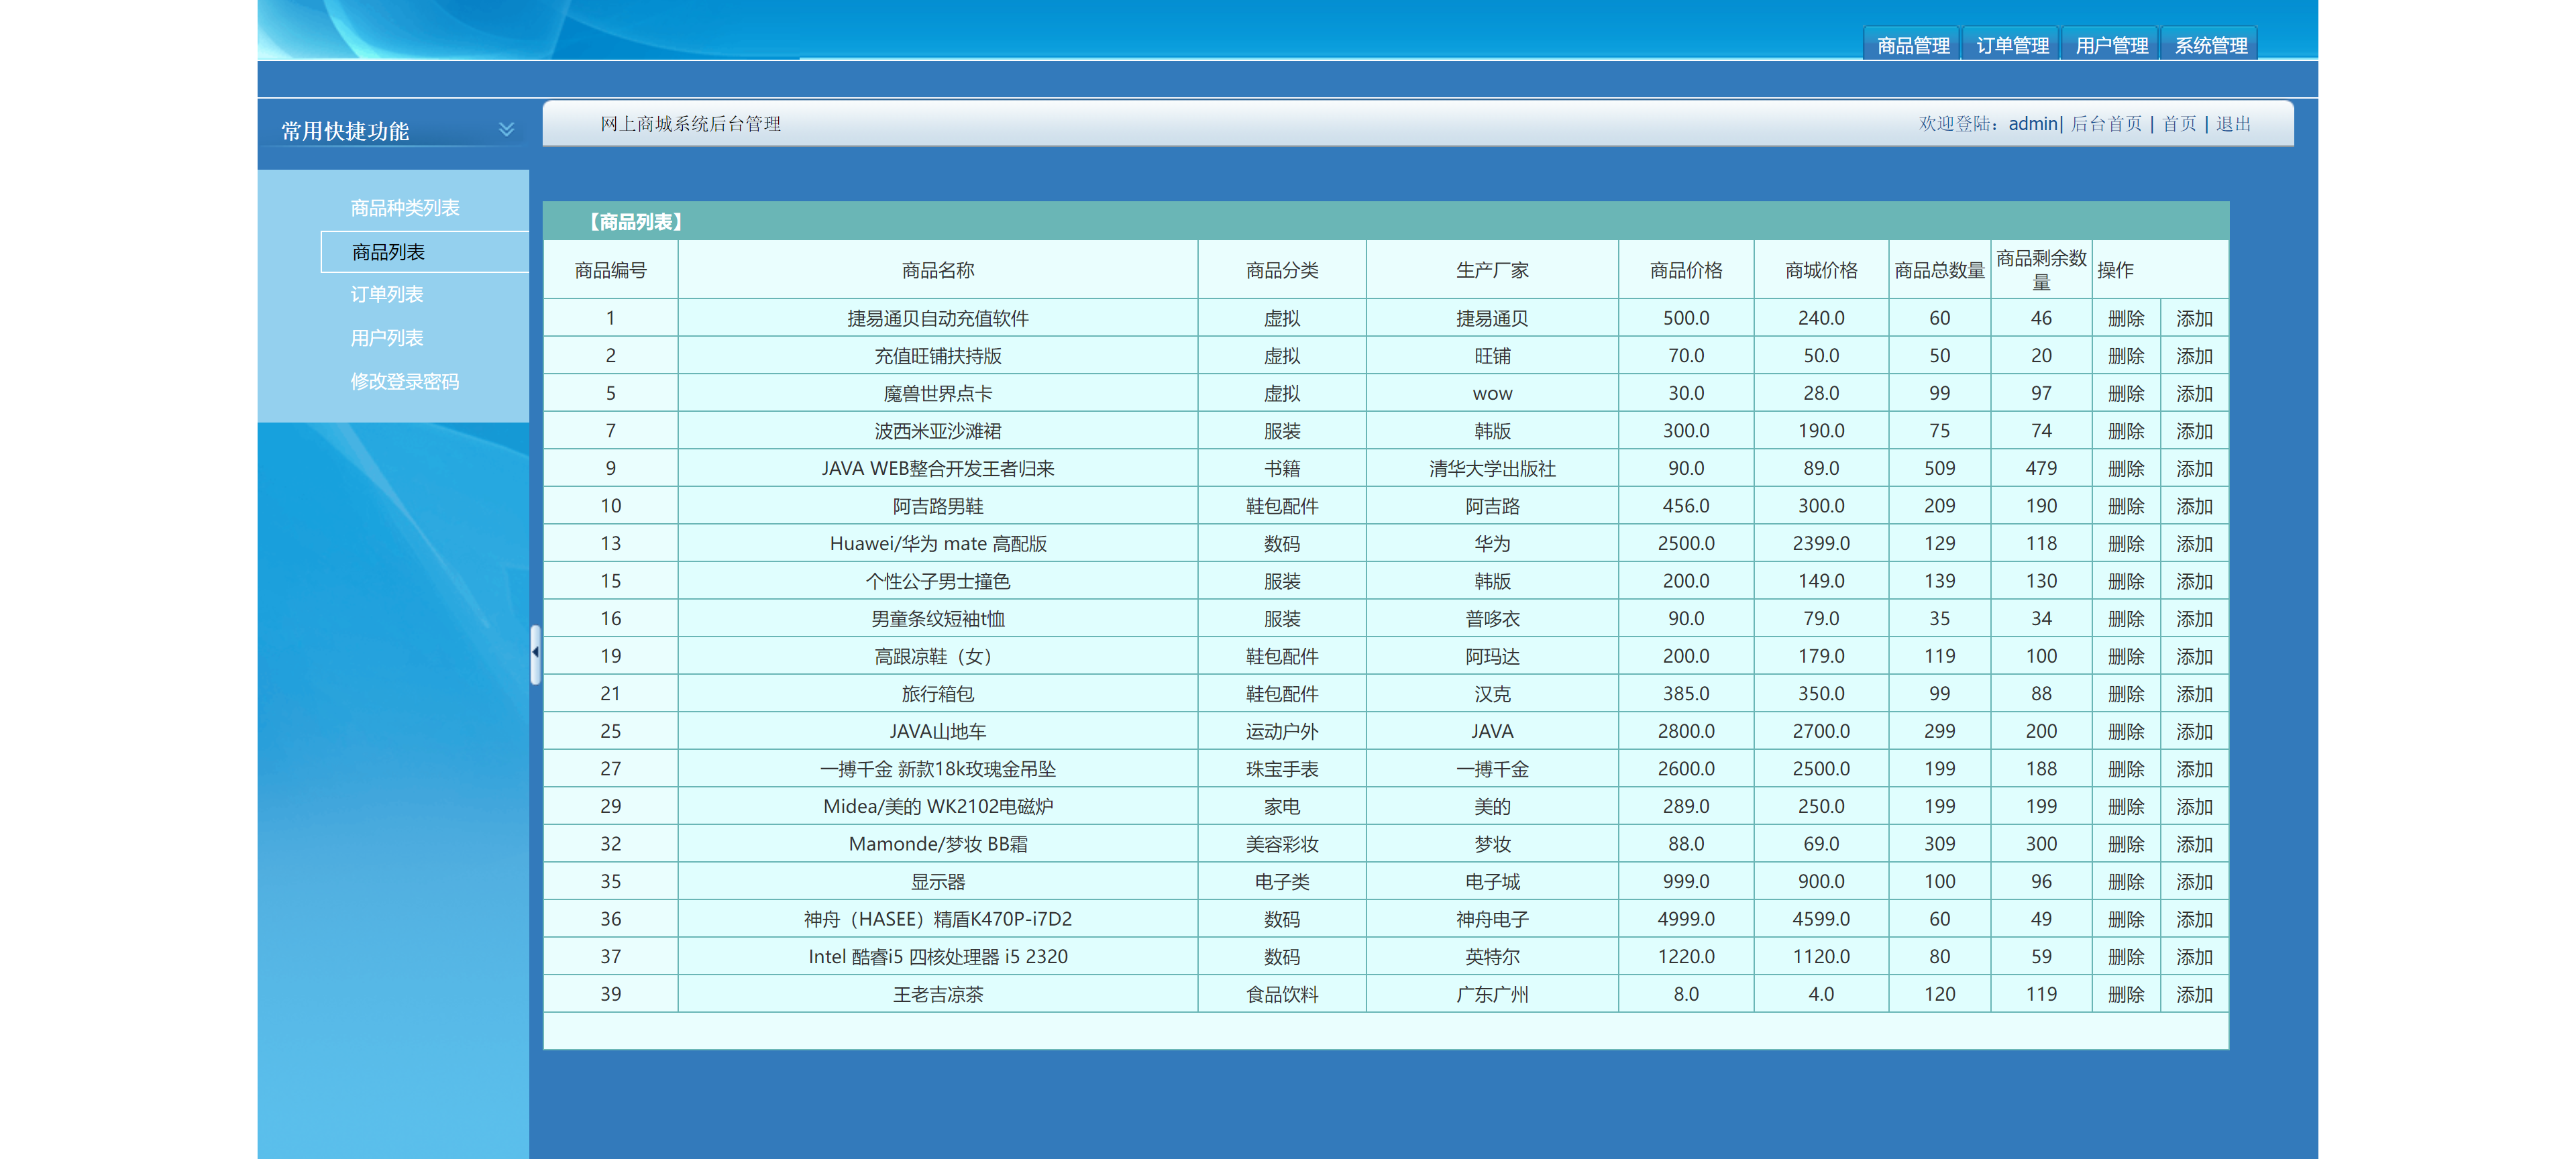 商品管理 订单管理 用户管理 系统管理
常用快捷功能
网上商城系统后台管理
欢迎登陆：admin| 后台首页 | 首页 | 退出
商品种类列表
商品列表
订单列表
用户列表
修改登录密码
【商品列表】
商品编号 商品名称 商品分类 生产厂家 商品价格 商城价格 商品总数量 商品剩余数量 操作
1 捷易通贝自动充值软件 虚拟 捷易通贝 500.0 240.0 60 46 删除 添加
2 充值旺铺扶持版 虚拟 旺铺 70.0 50.0 50 20 删除 添加
5 魔兽世界点卡 虚拟 wow 30.0 28.0 99 97 删除 添加
7 波西米亚沙滩裙 服装 韩版 300.0 190.0 75 74 删除 添加
9 JAVA WEB整合开发王者归来 书籍 清华大学出版社 90.0 89.0 509 479 删除 添加
10 阿吉路男鞋 鞋包配件 阿吉路 456.0 300.0 209 190 删除 添加
13 Huawei/华为 mate 高配版 数码 华为 2500.0 2399.0 129 118 删除 添加
15 个性公子男士撞色 服装 韩版 200.0 149.0 139 130 删除 添加
16 男童条纹短袖t恤 服装 普哆衣 90.0 79.0 35 34 删除 添加
19 高跟凉鞋（女） 鞋包配件 阿玛达 200.0 179.0 119 100 删除 添加
21 旅行箱包 鞋包配件 汉克 385.0 350.0 99 88 删除 添加
25 JAVA山地车 运动户外 JAVA 2800.0 2700.0 299 200 删除 添加
27 一搏千金 新款18k玫瑰金吊坠 珠宝手表 一搏千金 2600.0 2500.0 199 188 删除 添加
29 Midea/美的 WK2102电磁炉 家电 美的 289.0 250.0 199 199 删除 添加
32 Mamonde/梦妆 BB霜 美容彩妆 梦妆 88.0 69.0 309 300 删除 添加
35 显示器 电子类 电子城 999.0 900.0 100 96 删除 添加
36 神舟（HASEE）精盾K470P-i7D2 数码 神舟电子 4999.0 4599.0 60 49 删除 添加
37 Intel 酷睿i5 四核处理器 i5 2320 数码 英特尔 1220.0 1120.0 80 59 删除 添加
39 王老吉凉茶 食品饮料 广东广州 8.0 4.0 120 119 删除 添加